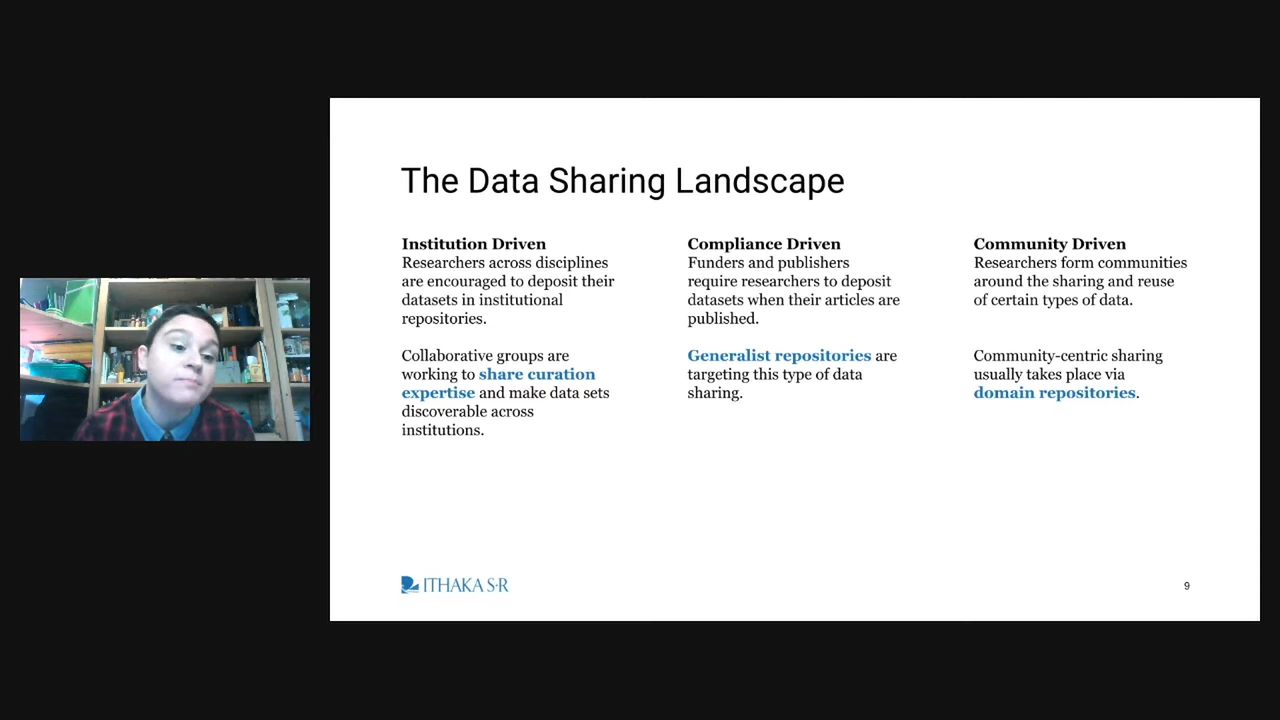 The Data Sharing Landscape
Institution Driven
Researchers across disciplines
are encouraged to deposit their
datasets in institutional
repositories.
Collaborative groups are
working to share curation
expertise and make data sets
discoverable across
institutions.
Compliance Driven
Funders and publishers
require researchers to deposit
datasets when their articles are
published.
Generalist repositories are
targeting this type of data
sharing.
Community Driven
Researchers form communities
around the sharing and reuse
of certain types of data.
Community-centric sharing
usually takes place via
domain repositories.
ITHAKA S·R
9